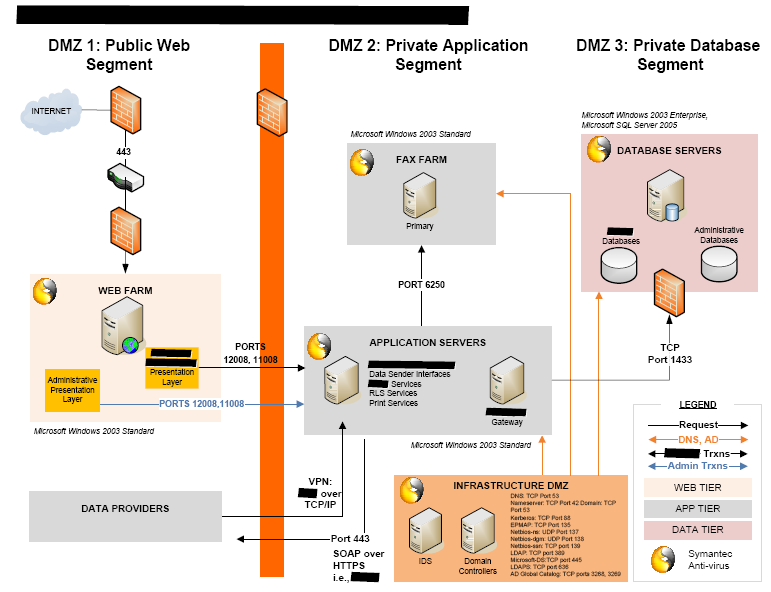 DMZ 1: Public Web
Segment
DMZ 2: Private Application
Segment
DMZ 3: Private Database
Segment
INTERNET
443
Microsoft Windows 2003 Standard
FAX FARM
Primary
Microsoft Windows 2003 Enterprise,
Microsoft SQL Server 2005
DATABASE SERVERS
Databases
Administrative
Databases
WEB FARM
Presentation
Layer
Administrative
Presentation
Layer
Microsoft Windows 2003 Standard
PORTS
12008, 11008
PORTS 12008,11008
PORT 6250
APPLICATION SERVERS
Data Sender Interfaces
Services
RLS Services
Print Services
Gateway
Microsoft Windows 2003 Standard
TCP
Port 1433
DATA PROVIDERS
VPN:
over
TCP/IP
Port 443
SOAP over
HTTPS
i.e.,
INFRASTRUCTURE DMZ
IDS
Domain
Controllers
DNS: TCP Port 53
Nameserver: TCP Port 42 Domain: TCP
Port 53
Kerberos: TCP Port 88
EPMAP: TCP Port 135
Netbios-ns: UDP Port 137
Netbios-dgm: UDP Port 138
Netbios-ssn: TCP port 139
LDAP: TCP port 389
Microsoft-DS:TCP port 445
LDAPS: TCP port 636
AD Global Catalog: TCP ports 3268, 3269
LEGEND
Request
DNS, AD
Trxns
Admin Trxns
WEB TIER
APP TIER
DATA TIER
Symantec
Anti-virus